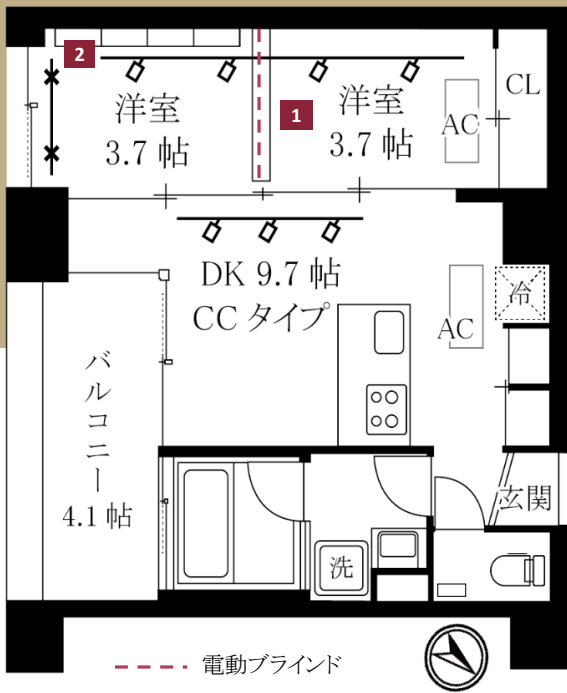 2
1
CL
洋室
3.7 帖
洋室
3.7 帖
AC
DK 9.7 帖
CC タイプ
冷
AC
バルコニー
4.1 帖
玄関
洗
電動ブラインド